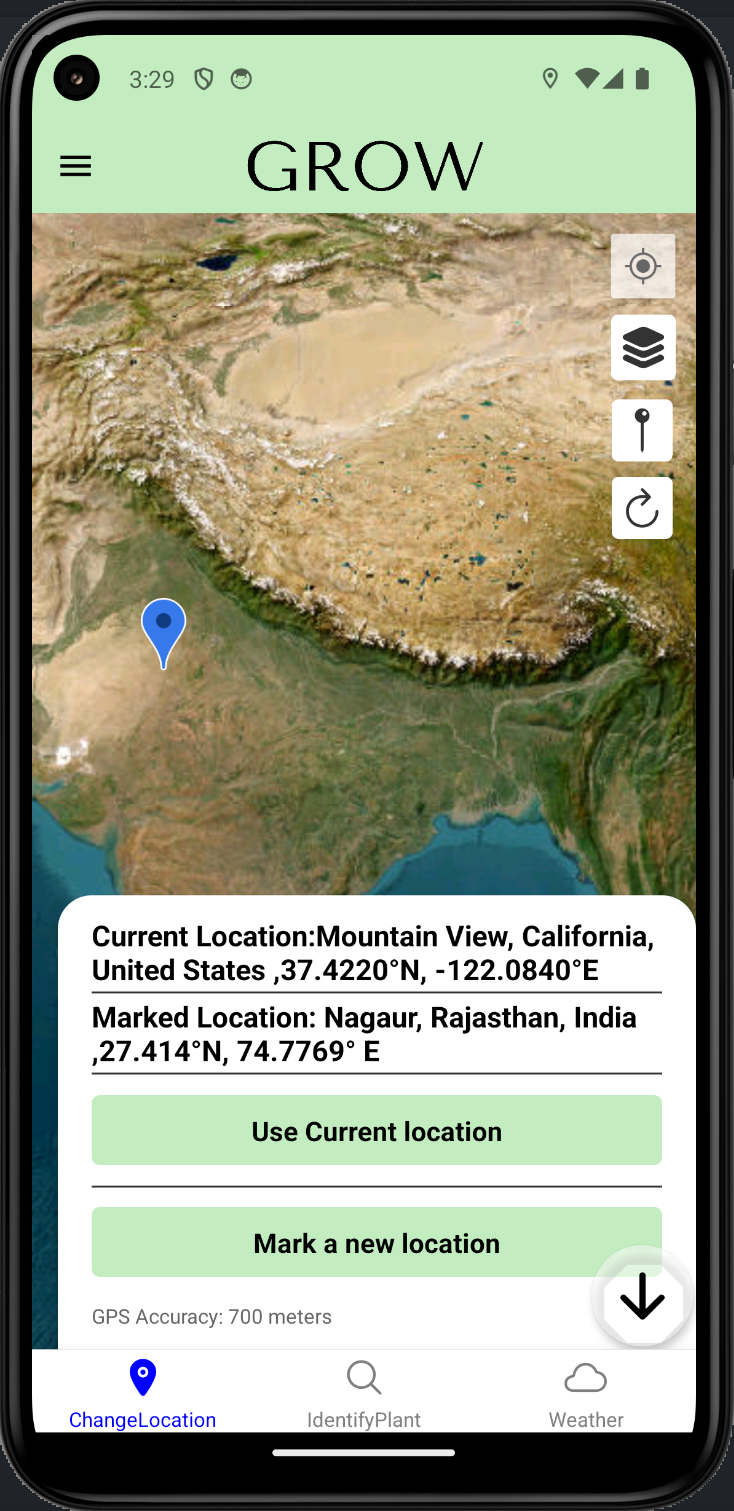 3:29
GROW
Current Location:Mountain View, California,
United States ,37.4220°N, -122.0840°E
Marked Location: Nagaur, Rajasthan, India
,27.414°N, 74.7769° E
Use Current location
Mark a new location
GPS Accuracy: 700 meters
ChangeLocation
IdentifyPlant
Weather